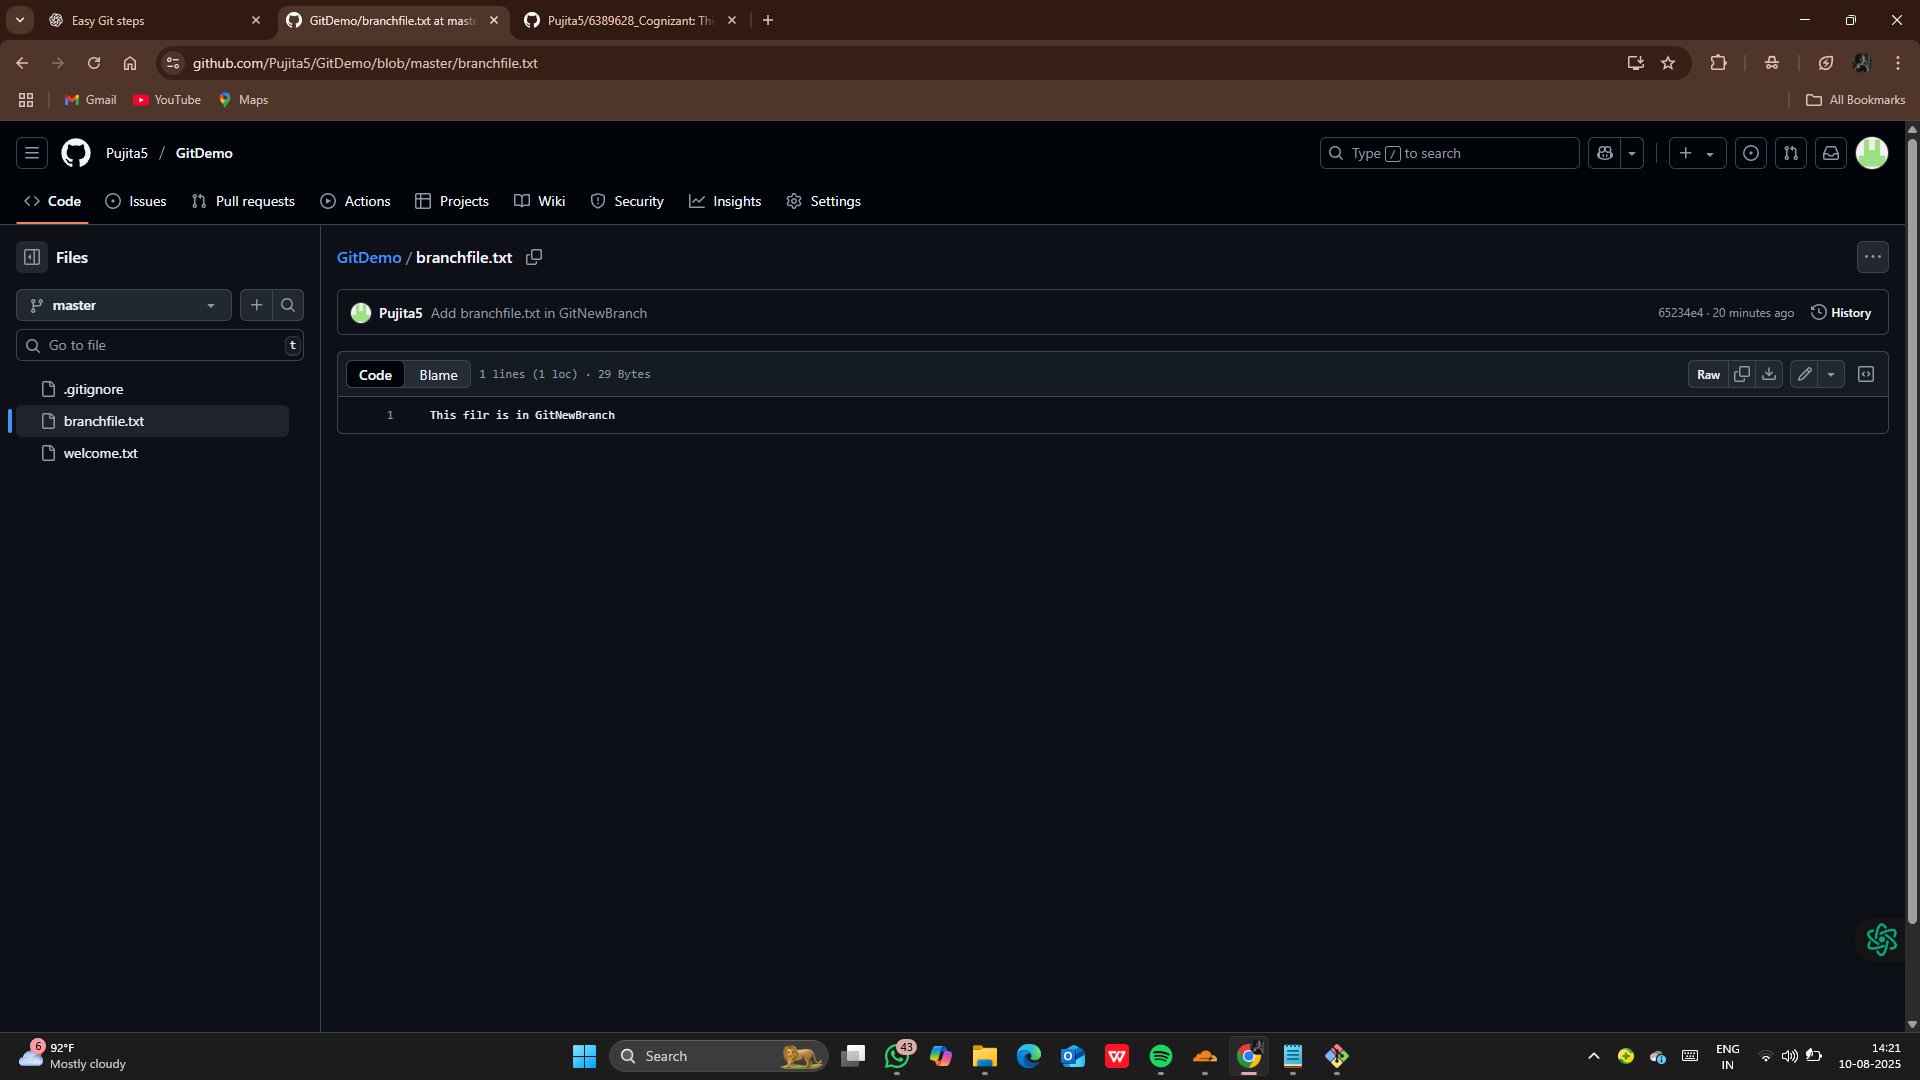 Easy Git steps
GitDemo/branchfile.txt at maste
Pujita5/6389628_Cognizant: Thi
github.com/Pujita5/GitDemo/blob/master/branchfile.txt
Gmail
YouTube
Maps
All Bookmarks
Pujita5 / GitDemo
Type / to search
Code
Issues
Pull requests
Actions
Projects
Wiki
Security
Insights
Settings
Files
GitDemo / branchfile.txt
master
Pujita5 Add branchfile.txt in GitNewBranch
65234e4 · 20 minutes ago
History
Go to file
t
Code
Blame
1 lines (1 loc) · 29 Bytes
Raw
.gitignore
1 This filr is in GitNewBranch
branchfile.txt
welcome.txt
6
92°F
Mostly cloudy
Search
43
ENG
IN
14:21
10-08-2025